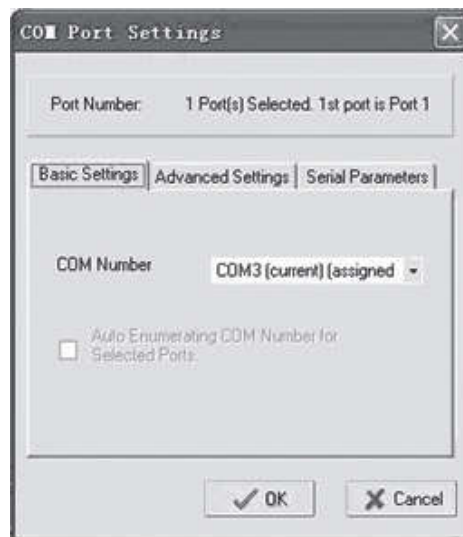 COM Port Settings
Port Number: 1 Port(s) Selected. 1st port is Port 1
Basic Settings Advanced Settings Serial Parameters
COM Number COM3 (current) (assigned
Auto Enumerating COM Number for
Selected Ports.
OK Cancel